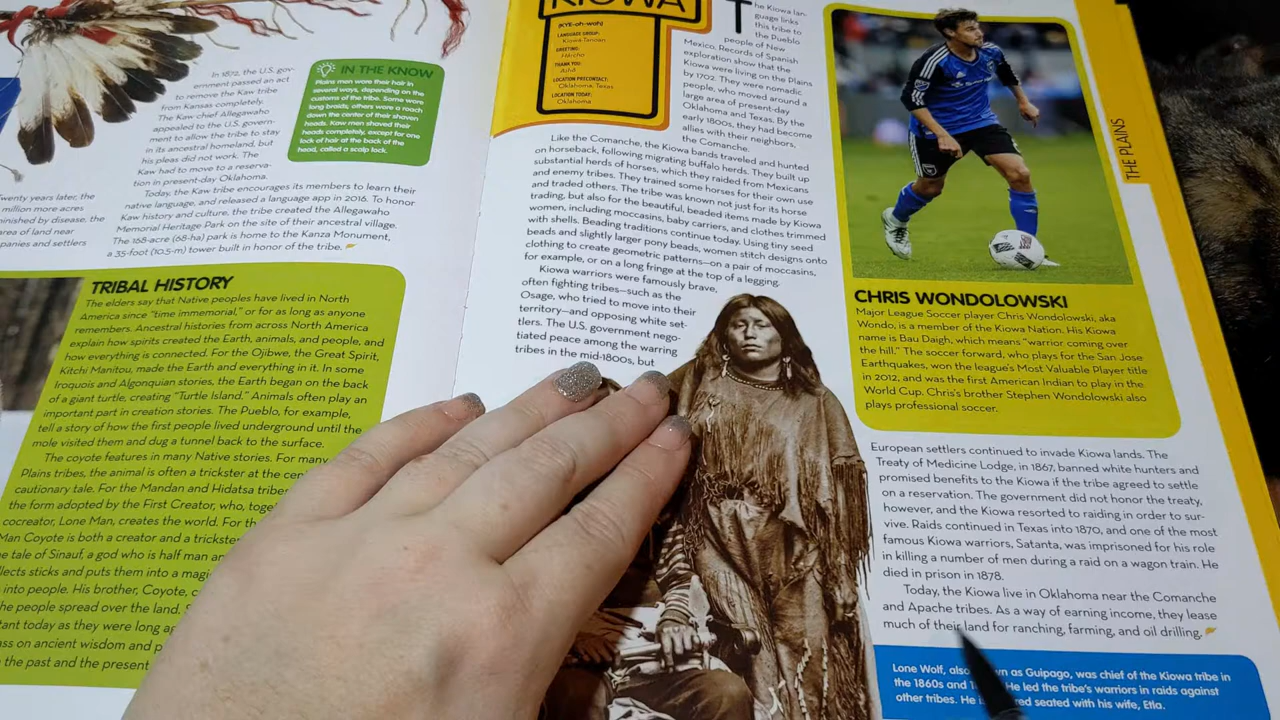 In 1872, the U.S. gov-
ernment passed an act
to remove the Kaw tribe
from Kansas completely.
The Kaw chief Allegawaho
appealed to the U.S. govern-
ment to allow the tribe to stay
in its ancestral homeland, but
his pleas did not work. The
Kaw had to move to a reserva-
tion in present-day Oklahoma.
Today, the Kaw tribe encourages its members to learn their
native language, and released a language app in 2016. To honor
Kaw history and culture, the tribe created the Allegawaho
Memorial Heritage Park on the site of their ancestral village.
The 168-acre (68-ha) park is home to the Kanza Monument,
a 35-foot (10.5-m) tower built in honor of the tribe.
wenty years later, the
million more acres
minished by disease, the
area of land near
panies and settlers
IN THE KNOW
Plains men wore their hair in
several ways, depending on the
customs of the tribe. Some wore
long braids, others wore a roach
down the center of their shaven
heads. Kaw men shaved their
heads completely, except for one
lock of hair at the back of the
head, called a scalp lock.
TRIBAL HISTORY
The elders say that Native peoples have lived in North
America since "time immemorial," or for as long as anyone
remembers. Ancestral histories from across North America
explain how spirits created the Earth, animals, and people, and
how everything is connected. For the Ojibwe, the Great Spirit,
Kitchi Manitou, made the Earth and everything in it. In some
Iroquois and Algonquian stories, the Earth began on the back
of a giant turtle, creating "Turtle Island." Animals often play an
important part in creation stories. The Pueblo, for example,
tell a story of how the first people lived underground until the
mole visited them and dug a tunnel back to the surface.
The coyote features in many Native stories. For many
Plains tribes, the animal is often a trickster at the cen
cautionary tale. For the Mandan and Hidatsa tribe
the form adopted by the First Creator, who, toge
cocreator, Lone Man, creates the world. For th
Man Coyote is both a creator and a trickste
e tale of Sinauf, a god who is half man an
llects sticks and puts them into a magi
into people. His brother, Coyote, c
he people spread over the land. S
tant today as they were long ag
ass on ancient wisdom and p
the past and the present
KIOWA
(KYE-oh-wah)
LANGUAGE GROUP:
Kiowa-Tanoan
GREETING:
Hacho
THANK YOU:
Aho
LOCATION PRECONTACT:
Oklahoma, Texas
LOCATION TODAY:
Oklahoma
The Kiowa lan-
guage links
this tribe to
the Pueblo
people of New
Mexico. Records of Spanish
exploration show that the
Kiowa were living on the Plains
by 1702. They were nomadic
people, who moved around a
large area of present-day
Oklahoma and Texas. By the
early 1800s, they had become
allies with their neighbors,
the Comanche.
Like the Comanche, the Kiowa bands traveled and hunted
on horseback, following migrating buffalo herds. They built up
substantial herds of horses, which they raided from Mexicans
and enemy tribes. They trained some horses for their own use
and traded others. The tribe was known not just for its horse
trading, but also for the beautiful, beaded items made by Kiowa
women, including moccasins, baby carriers, and clothes trimmed
with shells. Beading traditions continue today. Using tiny seed
beads and slightly larger pony beads, women stitch designs onto
clothing to create geometric patterns—on a pair of moccasins,
for example, or on a long fringe at the top of a legging.
Kiowa warriors were famously brave,
often fighting tribes—such as the
Osage, who tried to move into their
territory—and opposing white set-
tlers. The U.S. government nego-
tiated peace among the warring
tribes in the mid-1800s, but
THE PLAINS
CHRIS WONDOLOWSKI
Major League Soccer player Chris Wondolowski, aka
Wondo, is a member of the Kiowa Nation. His Kiowa
name is Bau Daigh, which means "warrior coming over
the hill." The soccer forward, who plays for the San Jose
Earthquakes, won the league's Most Valuable Player title
in 2012, and was the first American Indian to play in the
World Cup. Chris's brother Stephen Wondolowski also
plays professional soccer.
European settlers continued to invade Kiowa lands. The
Treaty of Medicine Lodge, in 1867, banned white hunters and
promised benefits to the Kiowa if the tribe agreed to settle
on a reservation. The government did not honor the treaty,
however, and the Kiowa resorted to raiding in order to sur-
vive. Raids continued in Texas into 1870, and one of the most
famous Kiowa warriors, Satanta, was imprisoned for his role
in killing a number of men during a raid on a wagon train. He
died in prison in 1878.
Today, the Kiowa live in Oklahoma near the Comanche
and Apache tribes. As a way of earning income, they lease
much of their land for ranching, farming, and oil drilling.
Lone Wolf, also wn as Guipago, was chief of the Kiowa tribe in
the 1860s and 1 He led the tribe's warriors in raids against
other tribes. He is red seated with his wife, Etla.